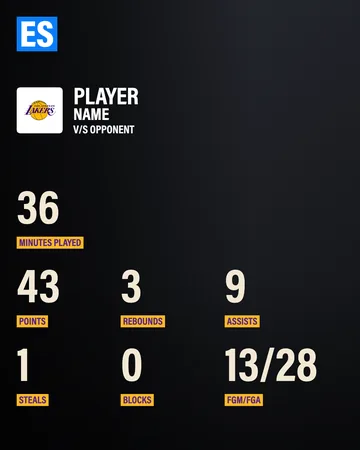 ES
LAKERS
PLAYER
NAME
V/S OPPONENT
36
MINUTES PLAYED
43 3 9
POINTS REBOUNDS ASSISTS
1 0 13/28
STEALS BLOCKS FGM/FGA